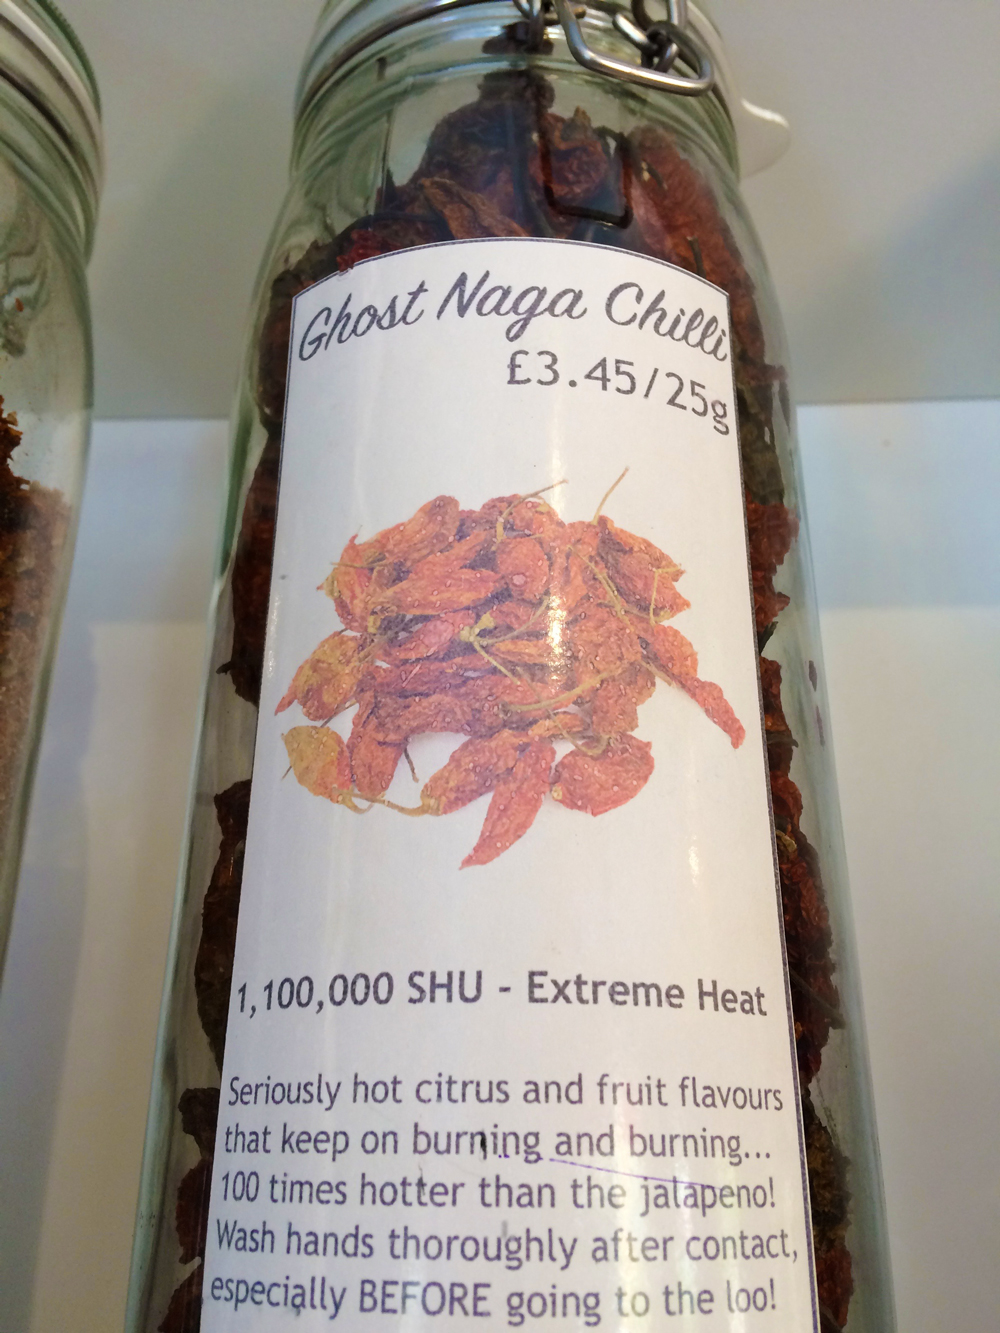 Ghost Naga Chilli
£3.45/25g
1,100,000 SHU - Extreme Heat
Seriously hot citrus and fruit flavours
that keep on burning and burning...
100 times hotter than the jalapeno!
Wash hands thoroughly after contact,
especially BEFORE going to the loo!